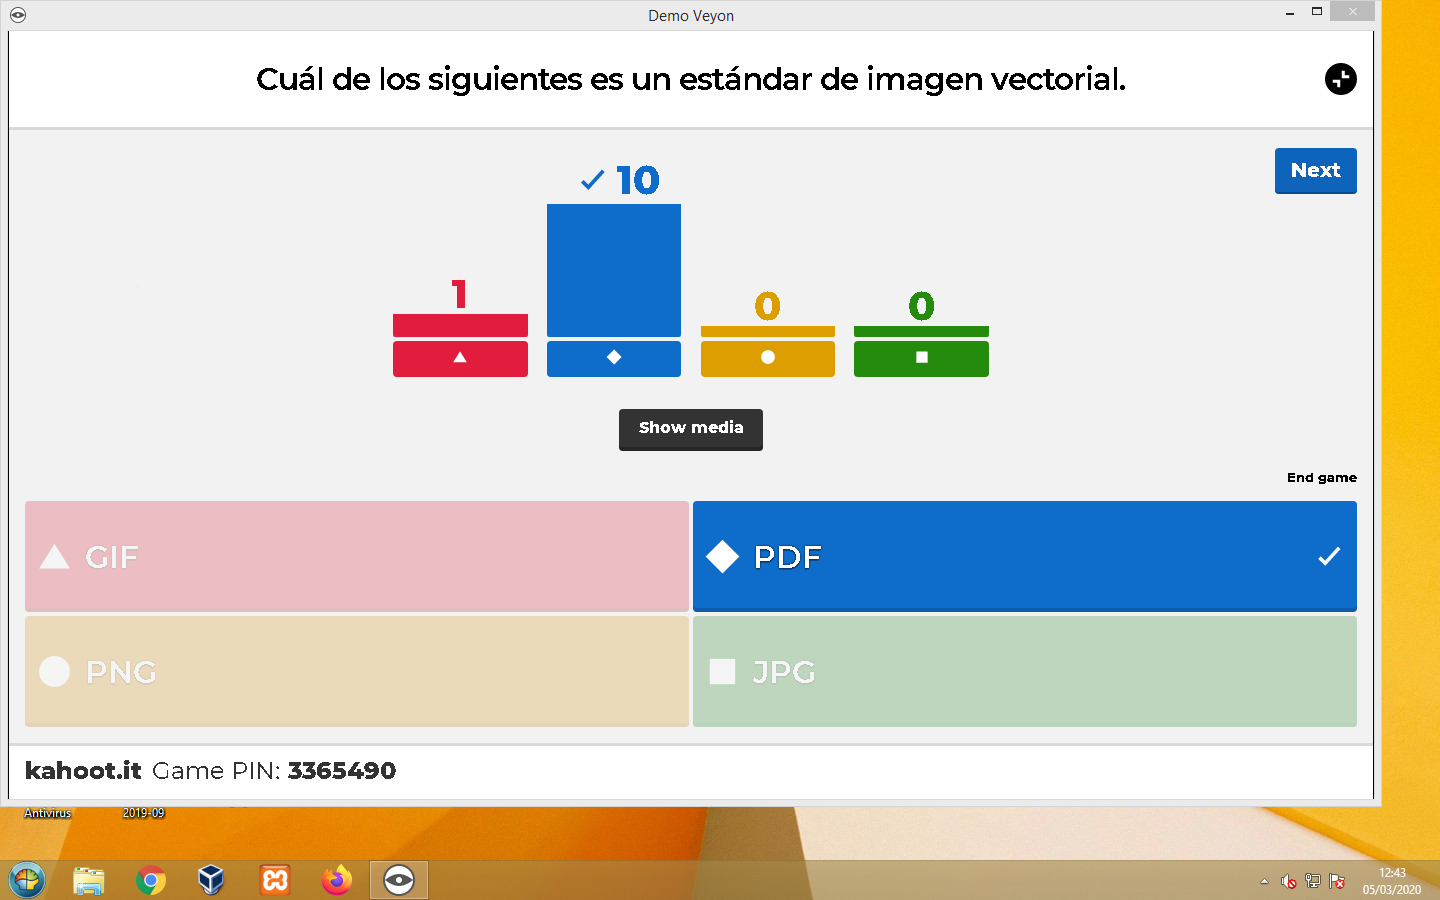 Demo Veyon
Cuál de los siguientes es un estándar de imagen vectorial.
Next
10
1
0
0
Show media
End game
GIF
PDF
PNG
JPG
kahoot.it Game PIN: 3365490
Antivirus
2019-09
12:43
05/03/2020